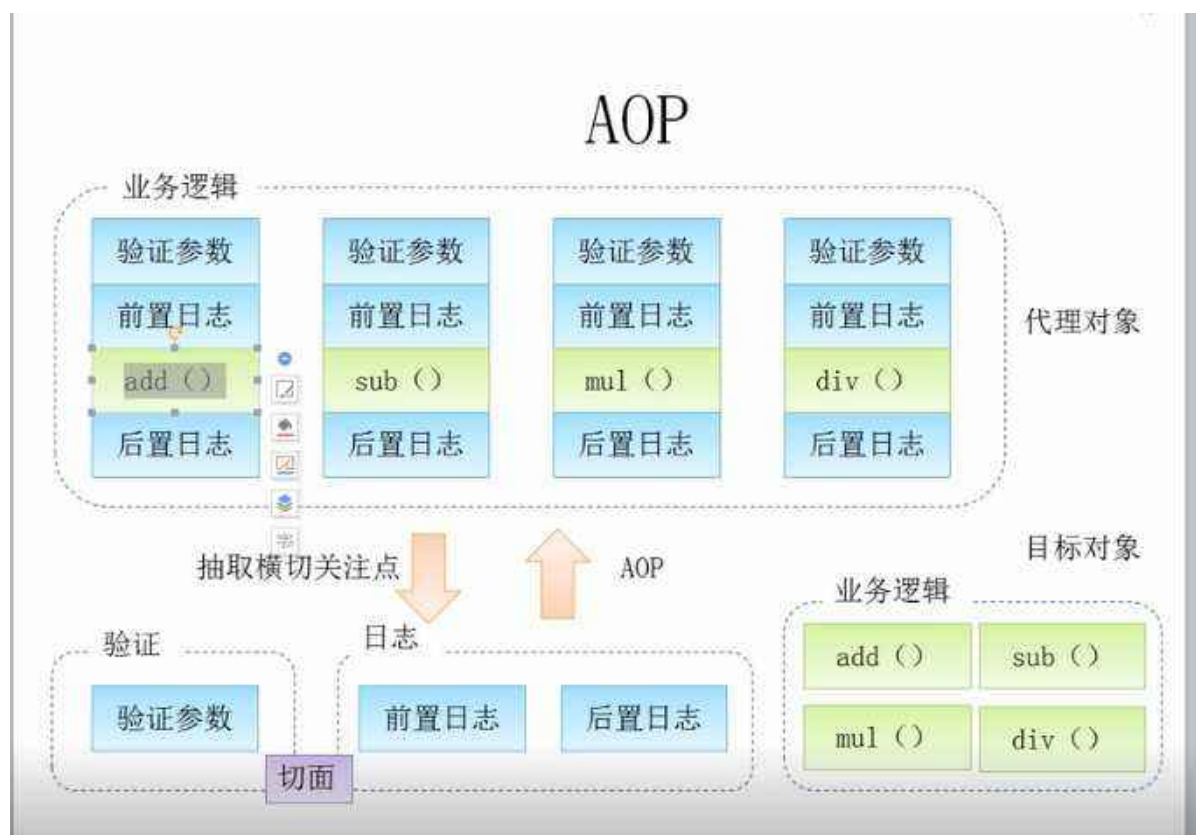 AOP
业务逻辑
验证参数 验证参数 验证参数 验证参数
前置日志 前置日志 前置日志 前置日志
代理对象
add（） sub（） mul（） div（）
后置日志 后置日志 后置日志 后置日志
字
抽取横切关注点
AOP
目标对象
业务逻辑
add（） sub（）
mul（） div（）
验证
日志
验证参数
前置日志 后置日志
切面